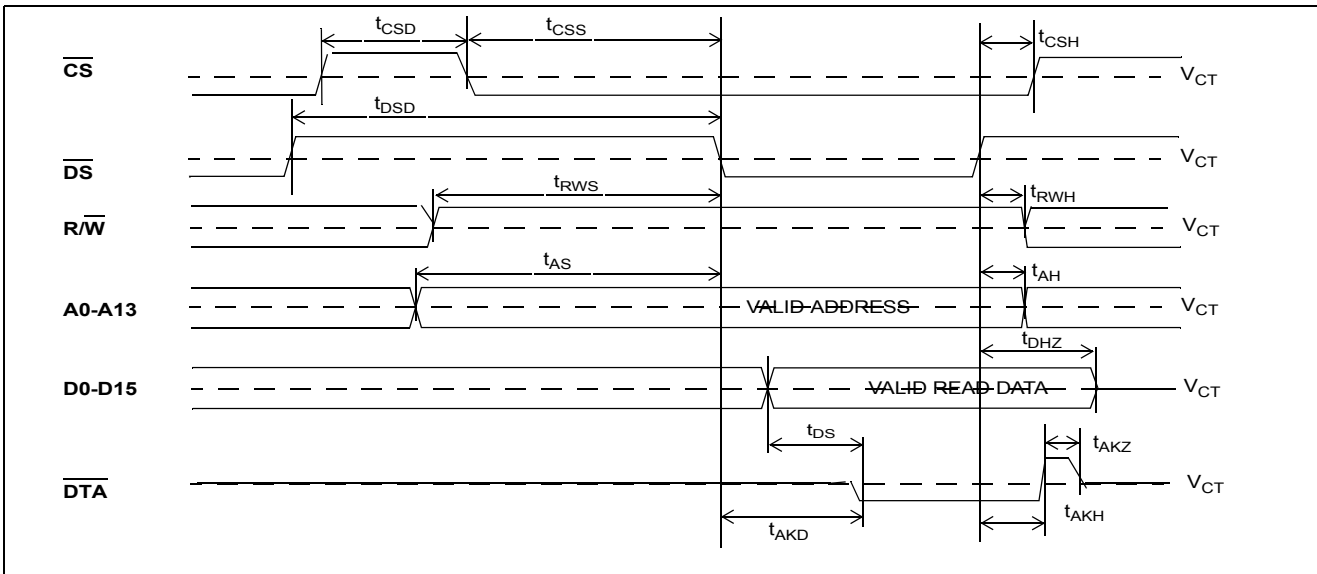 tCSD
tCSS
tCSH
CS
VCT
tDSD
DS
VCT
tRWS
tRWH
R/W
VCT
tAS
tAH
A0-A13
VALID ADDRESS
VCT
tDHZ
D0-D15
VALID READ DATA
VCT
tDS
tAKZ
DTA
VCT
tAKD
tAKH